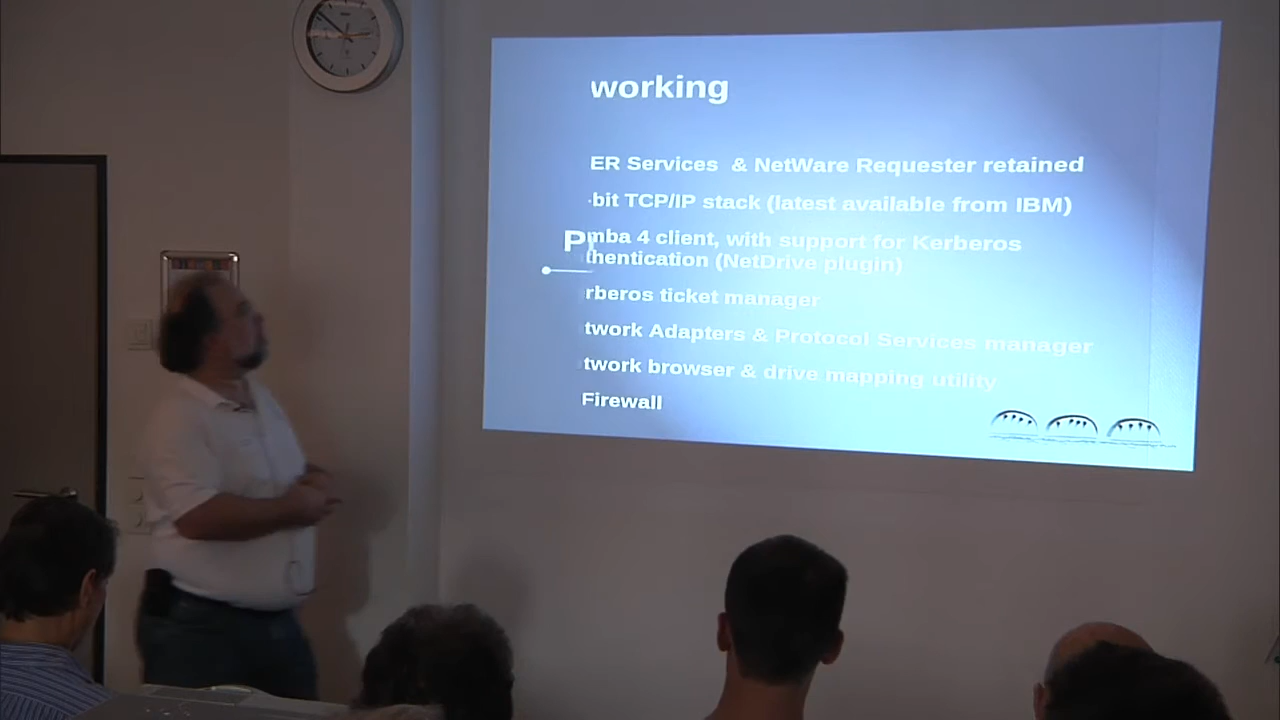 working
ER Services & NetWare Requester retained
-bit TCP/IP stack (latest available from IBM)
mba 4 client, with support for Kerberos
thentication (NetDrive plugin)
rberos ticket manager
twork Adapters & Protocol Services manager
twork browser & drive mapping utility
Firewall